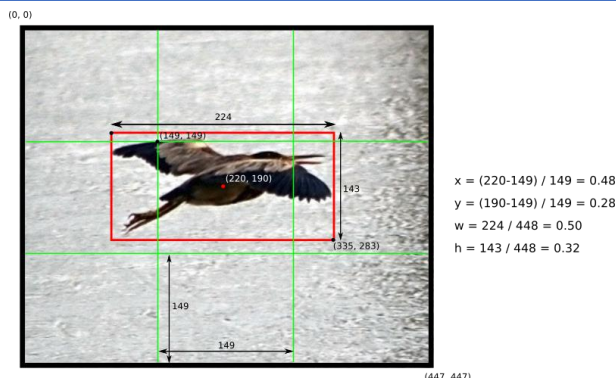 (0, 0)
224
(149, 149)
(220, 190)
143
x = (220-149) / 149 = 0.48
y = (190-149) / 149 = 0.28
w = 224 / 448 = 0.50
h = 143 / 448 = 0.32
(335, 283)
149
149
(447, 447)